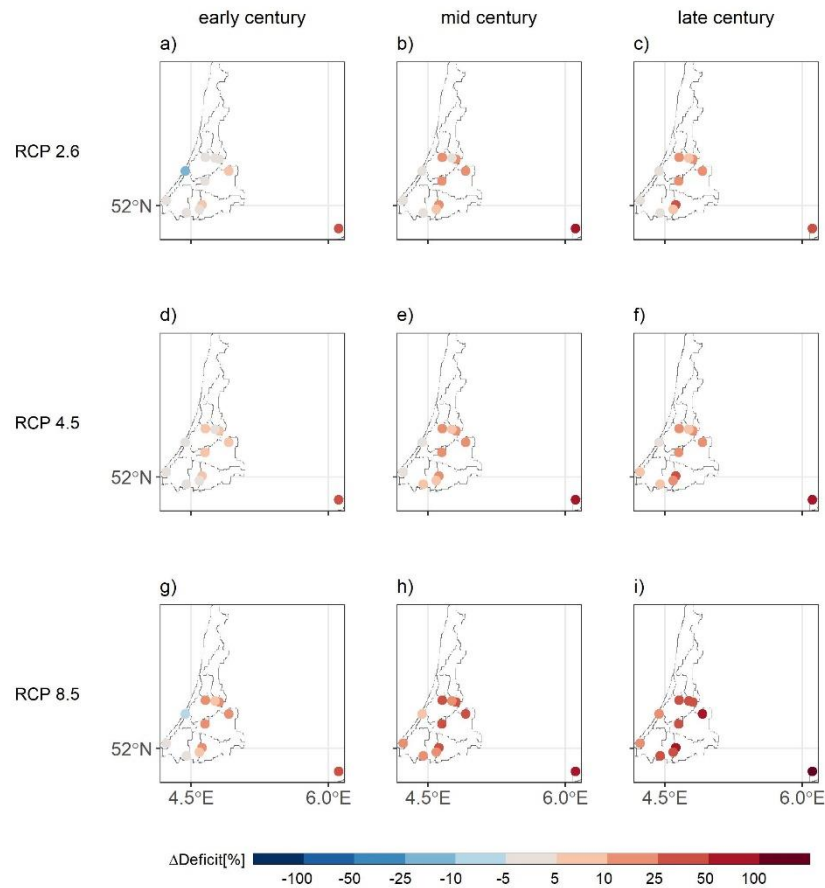 early century mid century late century
a) b) c)
RCP 2.6
52°N
d) e) f)
RCP 4.5
52°N
g) h) i)
RCP 8.5
52°N
4.5°E 6.0°E 4.5°E 6.0°E 4.5°E 6.0°E
ΔDeficit[%]
-100 -50 -25 -10 -5 5 10 25 50 100